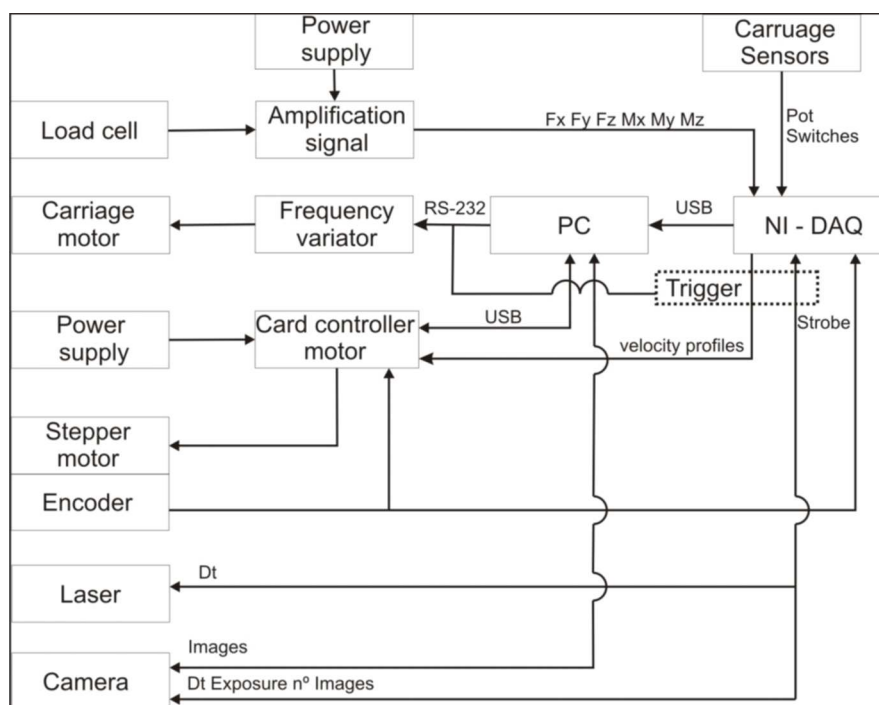 Power
supply
Carruage
Sensors
Load cell
Amplification
signal
Fx Fy Fz Mx My Mz
Pot
Switches
Carriage
motor
Frequency
variator
RS-232
PC
USB
NI - DAQ
Trigger
Power
supply
Card controller
motor
USB
Strobe
velocity profiles
Stepper
motor
Encoder
Laser
Dt
Images
Camera
Dt Exposure nº Images